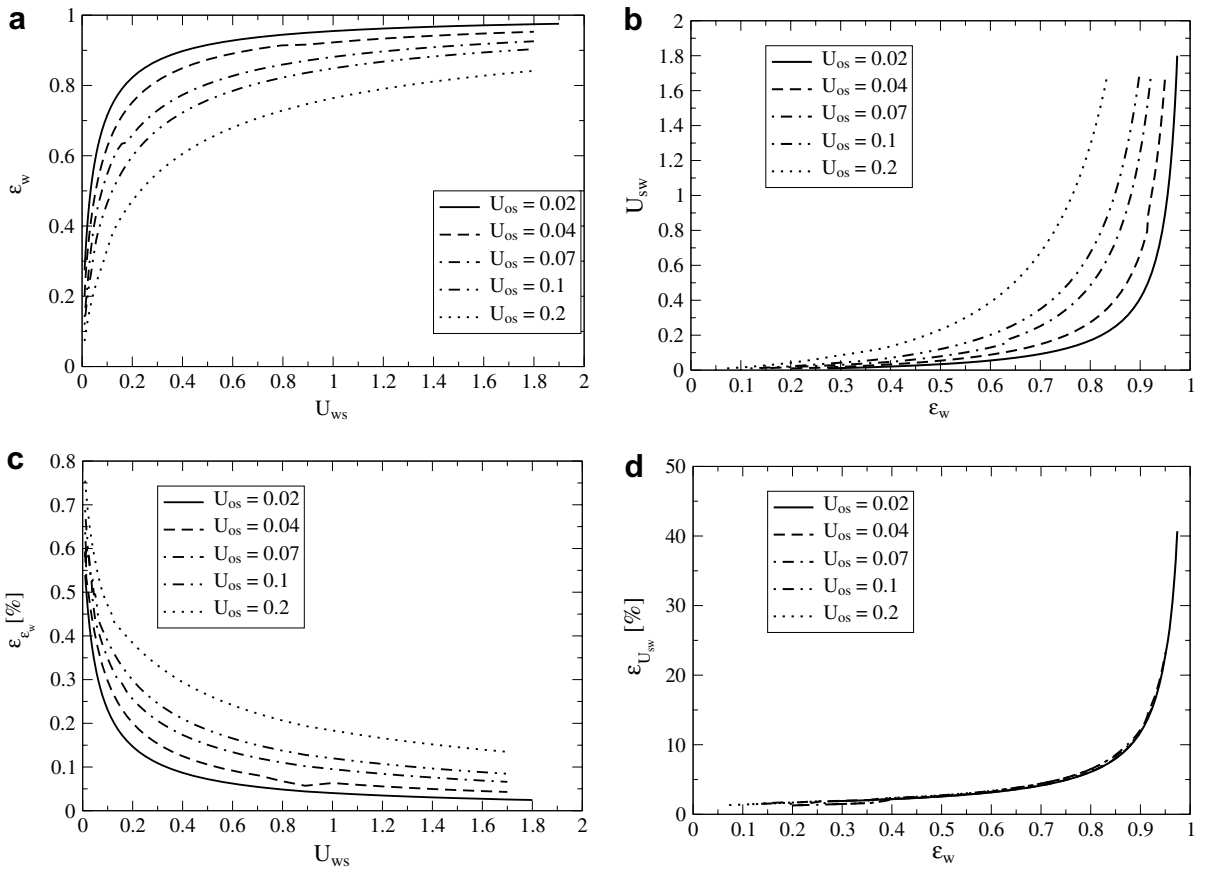 a
1
0.8
0.6
0.4
0.2
0
ε_w
0 0.2 0.4 0.6 0.8 1 1.2 1.4 1.6 1.8 2
U_ws
U_os = 0.02
U_os = 0.04
U_os = 0.07
U_os = 0.1
U_os = 0.2
b
2
1.8
1.6
1.4
1.2
1
0.8
0.6
0.4
0.2
0
U_sw
0 0.1 0.2 0.3 0.4 0.5 0.6 0.7 0.8 0.9 1
ε_w
U_os = 0.02
U_os = 0.04
U_os = 0.07
U_os = 0.1
U_os = 0.2
c
0.8
0.7
0.6
0.5
0.4
0.3
0.2
0.1
0
ε_ε_w [%]
0 0.2 0.4 0.6 0.8 1 1.2 1.4 1.6 1.8 2
U_ws
U_os = 0.02
U_os = 0.04
U_os = 0.07
U_os = 0.1
U_os = 0.2
d
50
40
30
20
10
0
ε_U_sw [%]
0 0.1 0.2 0.3 0.4 0.5 0.6 0.7 0.8 0.9 1
ε_w
U_os = 0.02
U_os = 0.04
U_os = 0.07
U_os = 0.1
U_os = 0.2